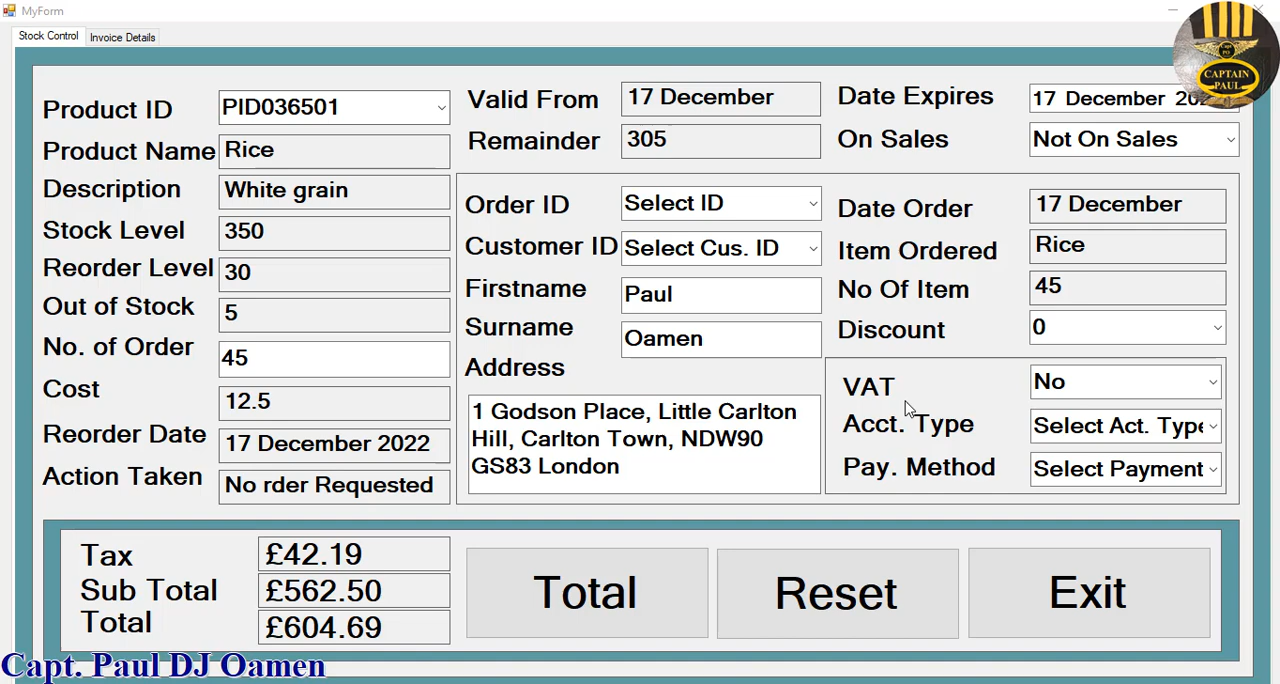 MyForm
Stock Control
Invoice Details
Product ID
PID036501
Product Name
Rice
Description
White grain
Stock Level
350
Reorder Level
30
Out of Stock
5
No. of Order
45
Cost
12.5
Reorder Date
17 December 2022
Action Taken
No rder Requested
Valid From
17 December
Remainder
305
Date Expires
17 December
On Sales
Not On Sales
Order ID
Select ID
Customer ID
Select Cus. ID
Firstname
Paul
Surname
Oamen
Address
1 Godson Place, Little Carlton
Hill, Carlton Town, NDW90
GS83 London
Date Order
17 December
Item Ordered
Rice
No Of Item
45
Discount
0
VAT
No
Acct. Type
Select Act. Type
Pay. Method
Select Payment
Tax
£42.19
Sub Total
£562.50
Total
£604.69
Total
Reset
Exit
CAPTAIN
PAUL
Capt. Paul DJ Oamen